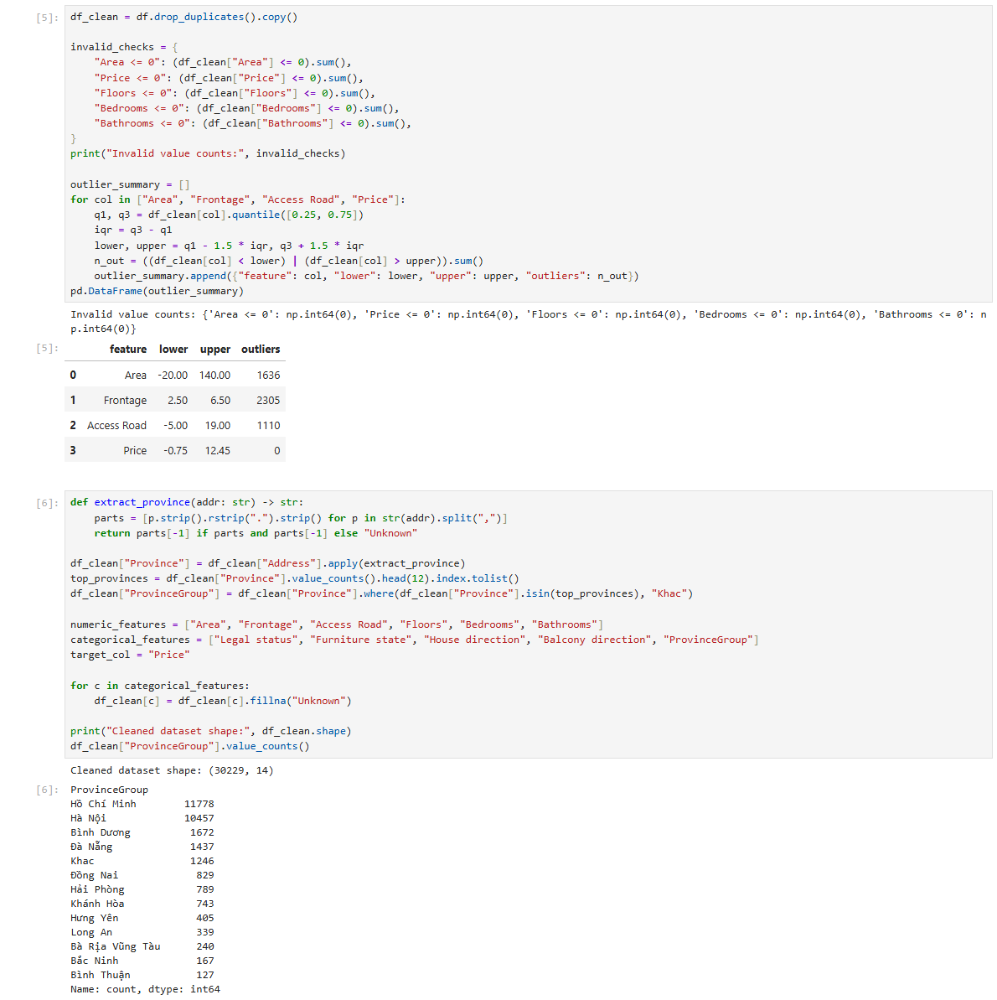 [5]: df_clean = df.drop_duplicates().copy()
invalid_checks = {
    "Area <= 0": (df_clean["Area"] <= 0).sum(),
    "Price <= 0": (df_clean["Price"] <= 0).sum(),
    "Floors <= 0": (df_clean["Floors"] <= 0).sum(),
    "Bedrooms <= 0": (df_clean["Bedrooms"] <= 0).sum(),
    "Bathrooms <= 0": (df_clean["Bathrooms"] <= 0).sum(),
}
print("Invalid value counts:", invalid_checks)
outlier_summary = []
for col in ["Area", "Frontage", "Access Road", "Price"]:
    q1, q3 = df_clean[col].quantile([0.25, 0.75])
    iqr = q3 - q1
    lower, upper = q1 - 1.5 * iqr, q3 + 1.5 * iqr
    n_out = ((df_clean[col] < lower) | (df_clean[col] > upper)).sum()
    outlier_summary.append({"feature": col, "lower": lower, "upper": upper, "outliers": n_out})
pd.DataFrame(outlier_summary)
Invalid value counts: {'Area <= 0': np.int64(0), 'Price <= 0': np.int64(0), 'Floors <= 0': np.int64(0), 'Bedrooms <= 0': np.int64(0), 'Bathrooms <= 0': n
p.int64(0)}
[5]: feature lower upper outliers
0 Area -20.00 140.00 1636
1 Frontage 2.50 6.50 2305
2 Access Road -5.00 19.00 1110
3 Price -0.75 12.45 0
[6]: def extract_province(addr: str) -> str:
    parts = [p.strip().rstrip(".").strip() for p in str(addr).split(",")]
    return parts[-1] if parts and parts[-1] else "Unknown"
df_clean["Province"] = df_clean["Address"].apply(extract_province)
top_provinces = df_clean["Province"].value_counts().head(12).index.tolist()
df_clean["ProvinceGroup"] = df_clean["Province"].where(df_clean["Province"].isin(top_provinces), "Khac")
numeric_features = ["Area", "Frontage", "Access Road", "Floors", "Bedrooms", "Bathrooms"]
categorical_features = ["Legal status", "Furniture state", "House direction", "Balcony direction", "ProvinceGroup"]
target_col = "Price"
for c in categorical_features:
    df_clean[c] = df_clean[c].fillna("Unknown")
print("Cleaned dataset shape:", df_clean.shape)
df_clean["ProvinceGroup"].value_counts()
Cleaned dataset shape: (30229, 14)
[6]: ProvinceGroup
Hồ Chí Minh 11778
Hà Nội 10457
Bình Dương 1672
Đà Nẵng 1437
Khac 1246
Đồng Nai 829
Hải Phòng 789
Khánh Hòa 743
Hưng Yên 405
Long An 339
Bà Rịa Vũng Tàu 240
Bắc Ninh 167
Bình Thuận 127
Name: count, dtype: int64